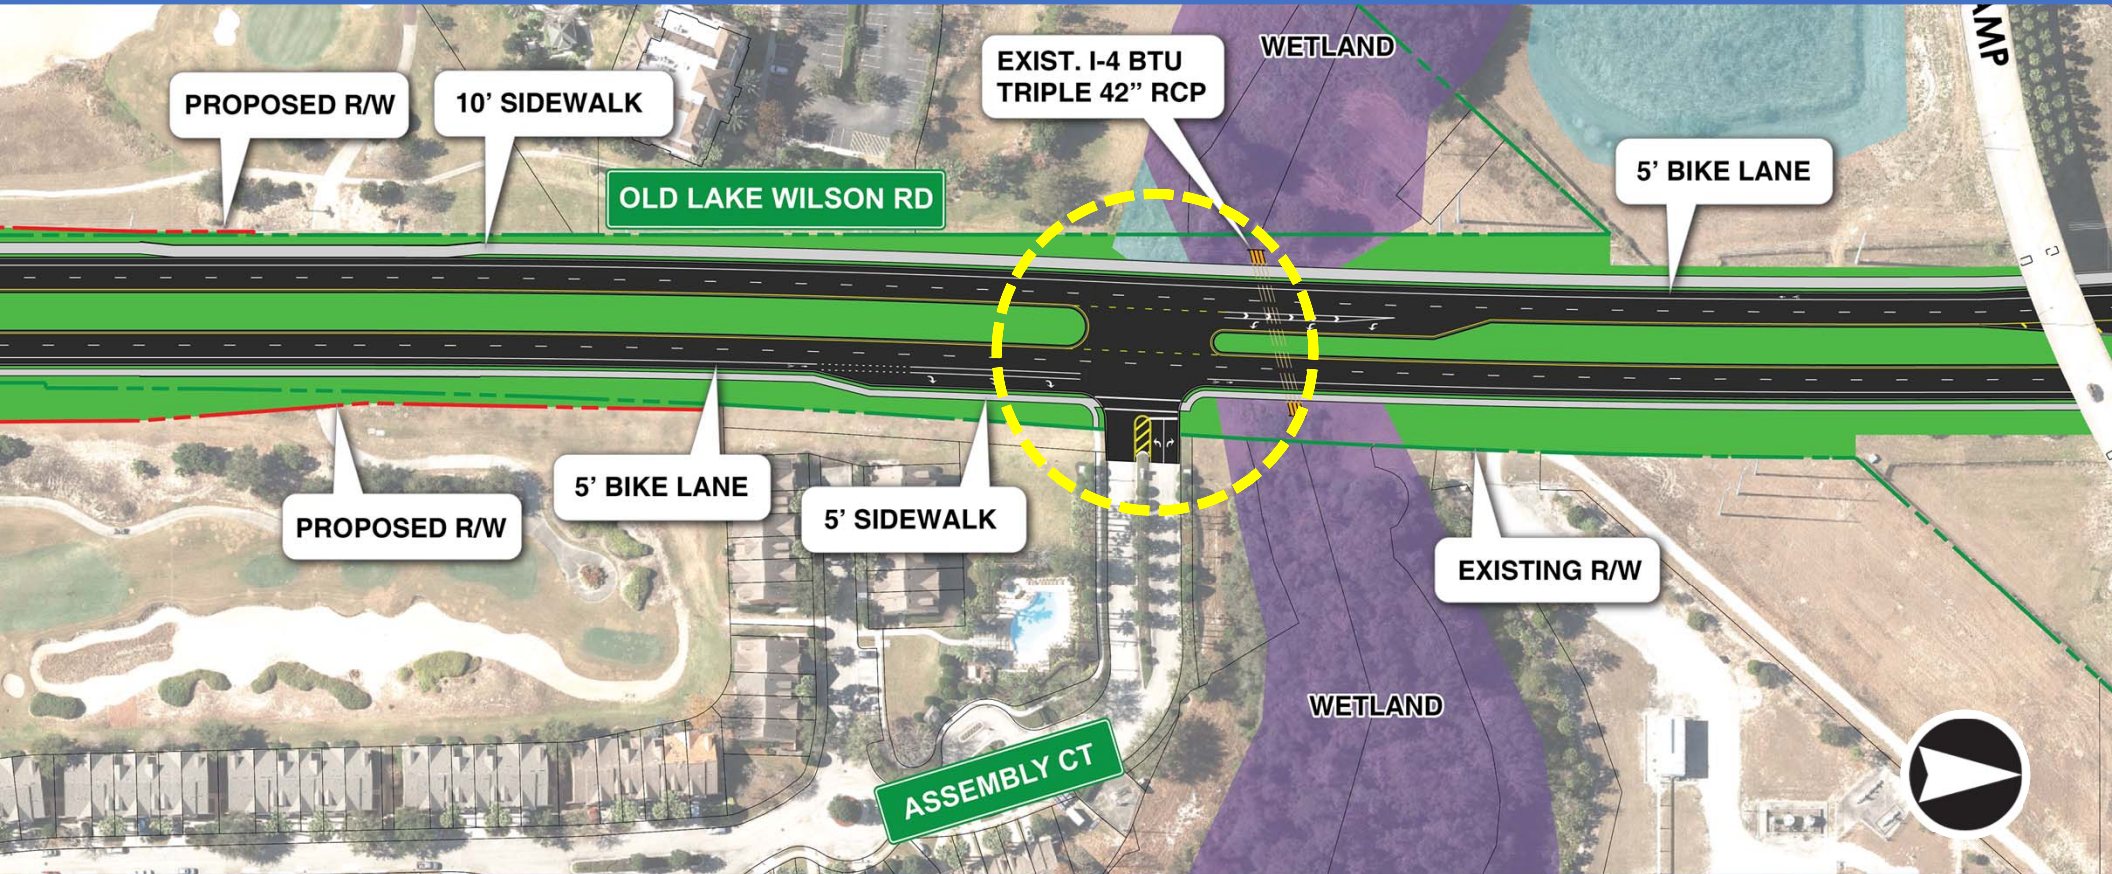 WETLAND
AMP
EXIST. I-4 BTU
TRIPLE 42” RCP
PROPOSED R/W
10’ SIDEWALK
5’ BIKE LANE
OLD LAKE WILSON RD
5’ BIKE LANE
5’ SIDEWALK
PROPOSED R/W
EXISTING R/W
WETLAND
ASSEMBLY CT